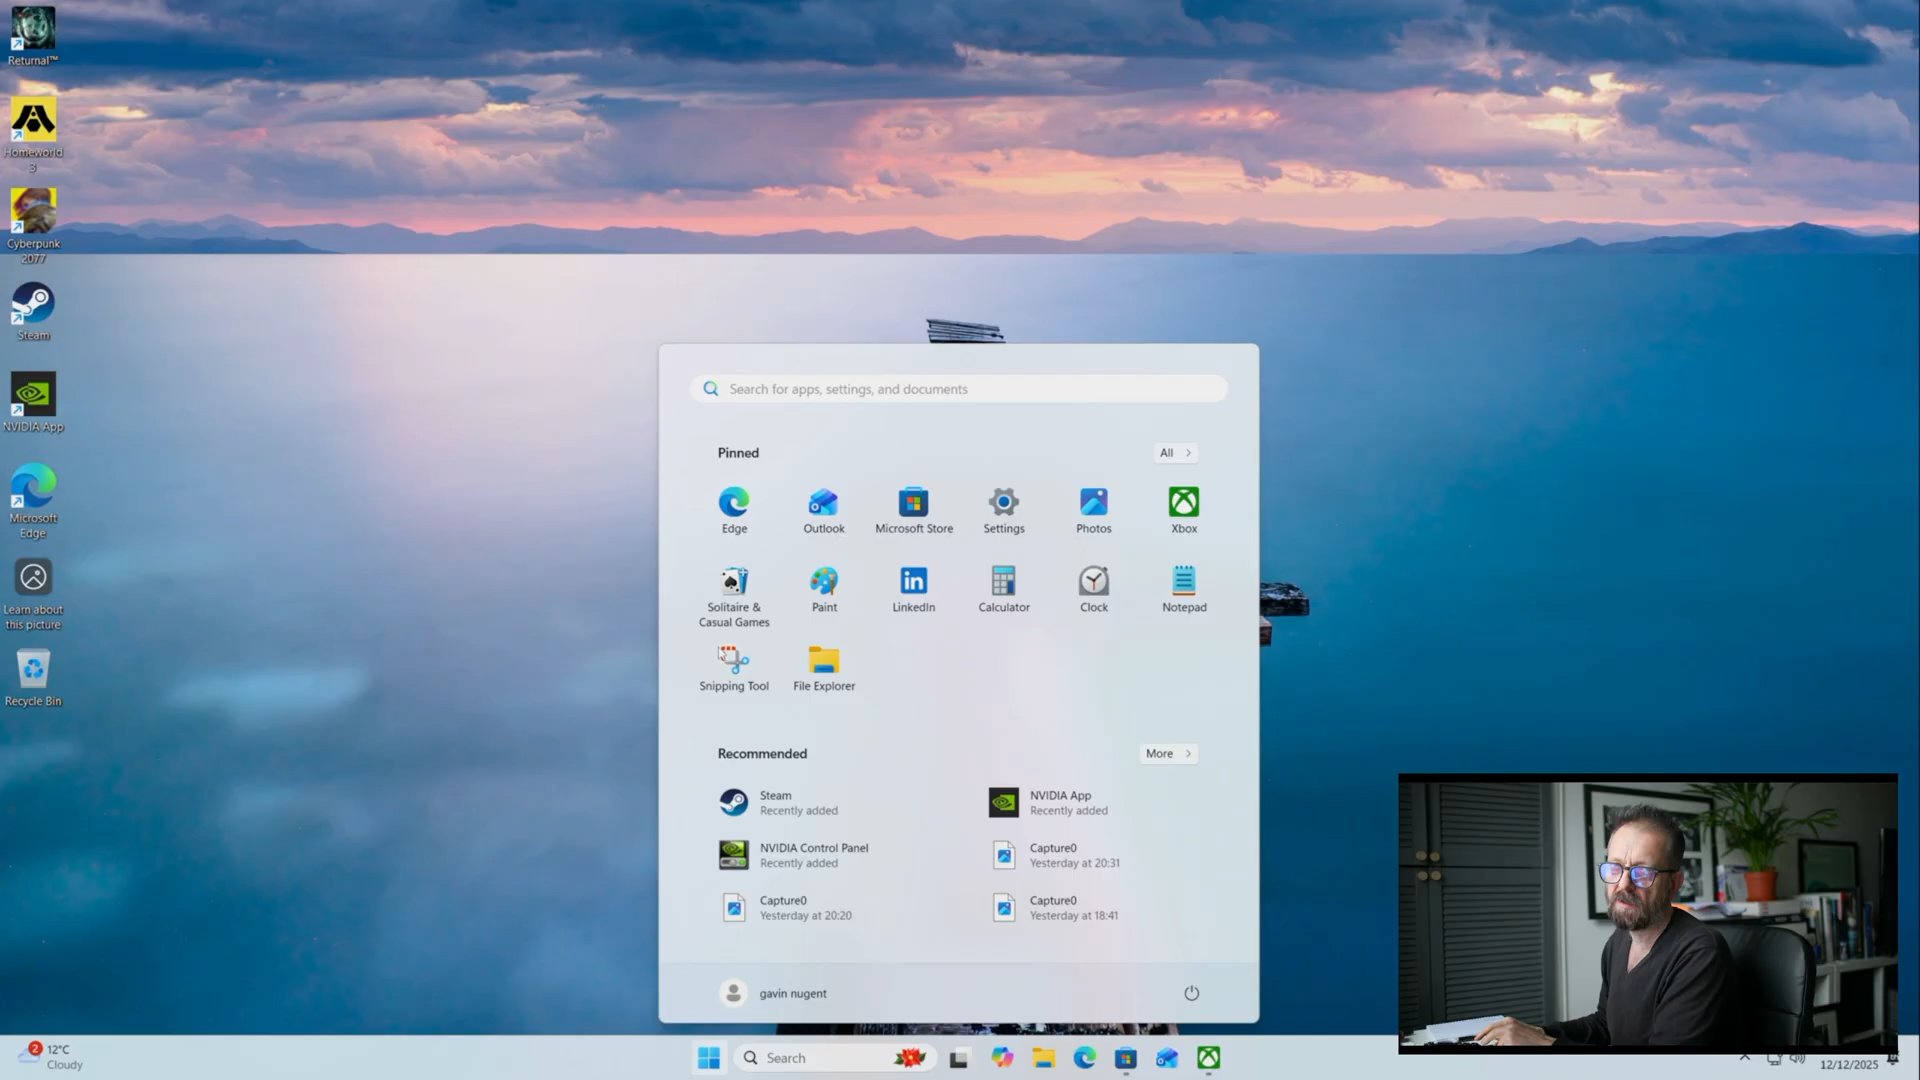 Returnal™
Homeworld
3
Cyberpunk
2077
Steam
NVIDIA App
Microsoft
Edge
Learn about
this picture
Recycle Bin
Search for apps, settings, and documents
Pinned
All
Edge
Outlook
Microsoft Store
Settings
Photos
Xbox
Solitaire &
Casual Games
Paint
LinkedIn
Calculator
Clock
Notepad
Snipping Tool
File Explorer
Recommended
More
Steam
Recently added
NVIDIA App
Recently added
NVIDIA Control Panel
Recently added
Capture0
Yesterday at 20:31
Capture0
Yesterday at 20:20
Capture0
Yesterday at 18:41
gavin nugent
2
12°C
Cloudy
Search
12/12/2025